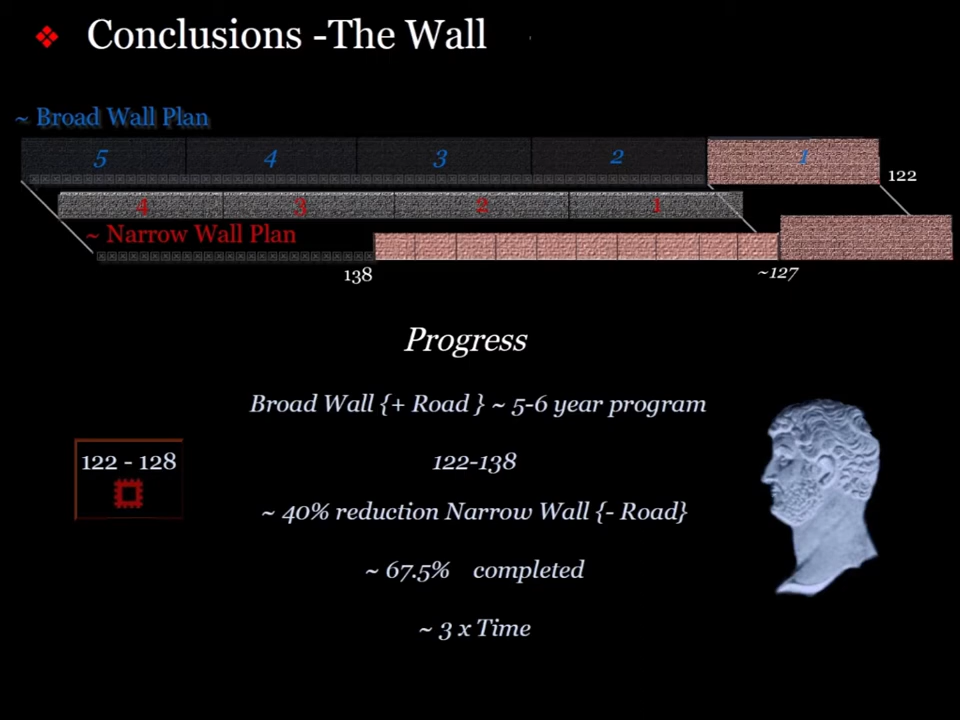 Conclusions -The Wall
~ Broad Wall Plan
5 4 3 2 1
122
4 3 2 1
~ Narrow Wall Plan
138
~127
Progress
Broad Wall {+ Road } ~ 5-6 year program
122 - 128
122-138
~ 40% reduction Narrow Wall {- Road}
~ 67.5% completed
~ 3 x Time